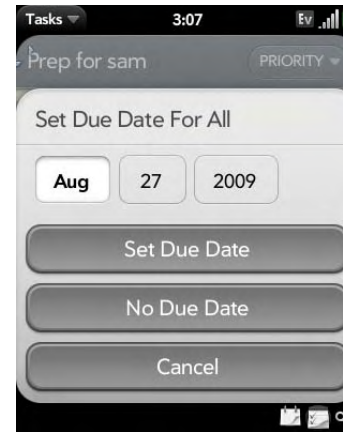 Tasks 3:07 Ev
Prep for sam PRIORITY
Set Due Date For All
Aug 27 2009
Set Due Date
No Due Date
Cancel